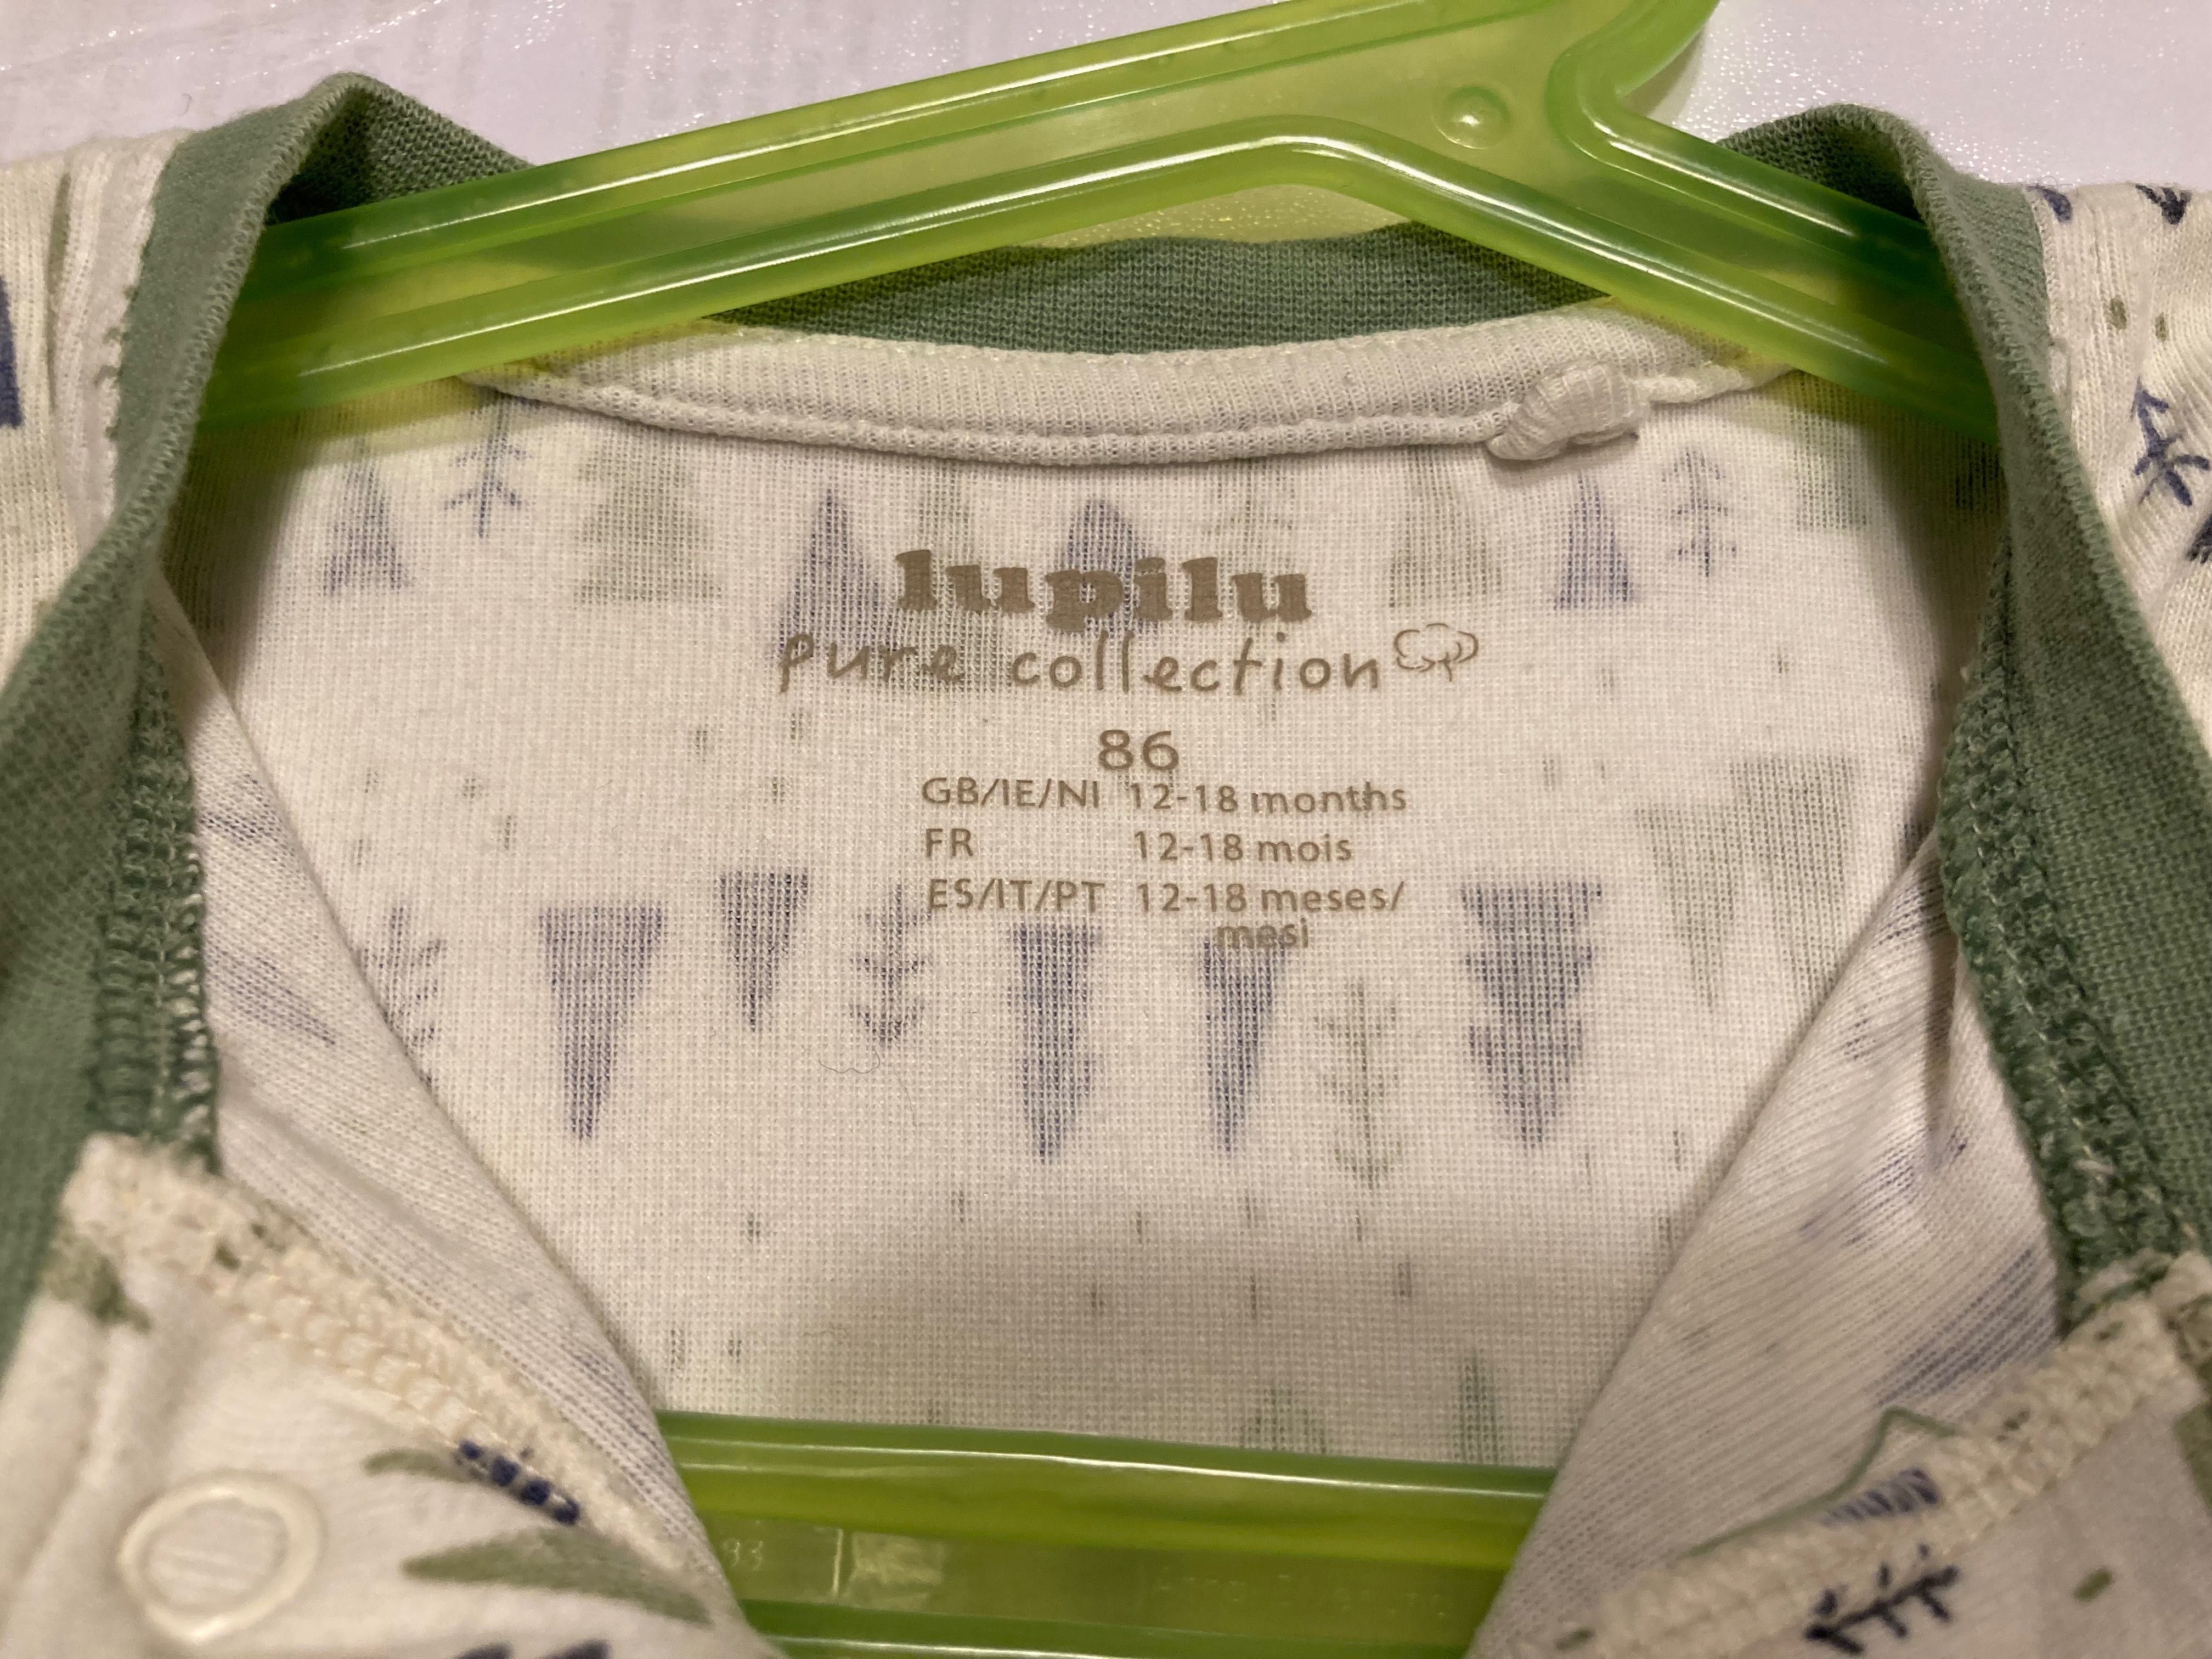 lupilu
pure collection
86
GB/IE/NI 12-18 months
FR 12-18 mois
ES/IT/PT 12-18 meses/
mesi